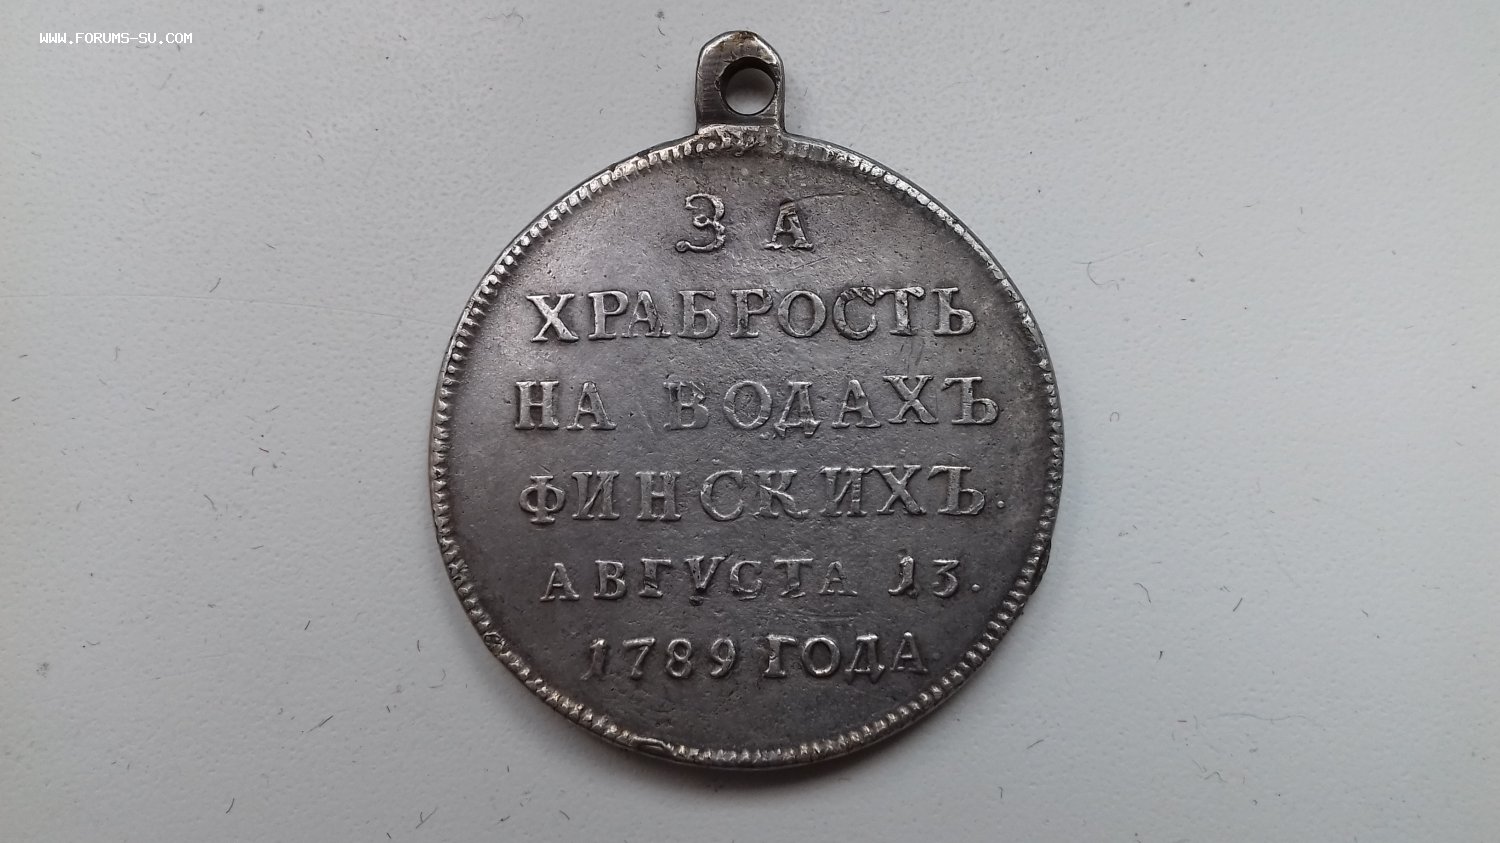 WWW.FORUMS-SU.COM
ЗА
ХРАБРОСТЬ
НА ВОДАХЪ
ФИНСКИХЪ.
АВГУСТА 13.
1789 ГОДА